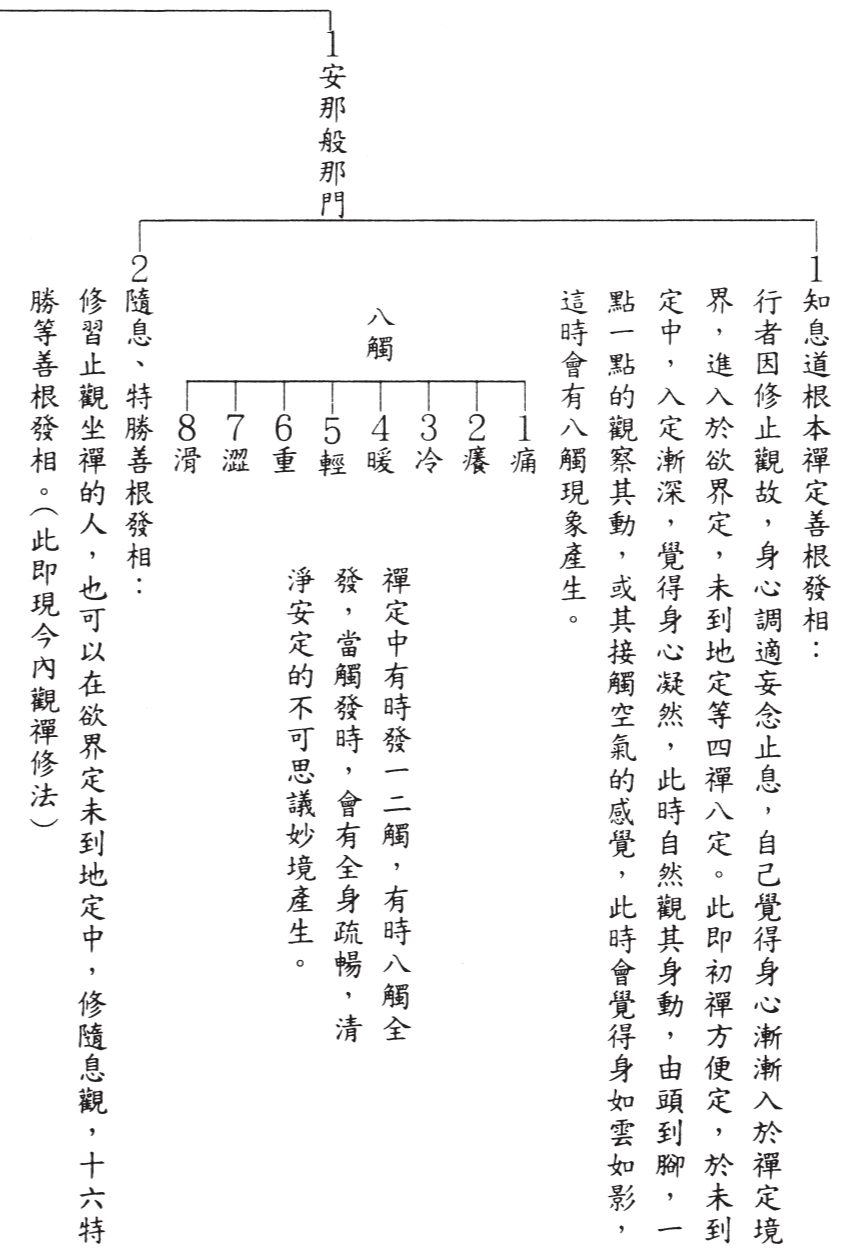 1安那般那門
1知息道根本禪定善根發相：
行者因修止觀故，身心調適妄念止息，自己覺得身心漸漸入於禪定境
界，進入於欲界定，未到地定等四禪八定。此即初禪方便定，於未到
定中，入定漸深，覺得身心凝然，此時自然觀其身動，由頭到腳，一
點一點的觀察其動，或其接觸空氣的感覺，此時會覺得身如雲如影，
這時會有八觸現象產生。
八觸
1痛
2癢
3冷
4暖
5輕
6重
7澀
8滑
禪定中有時發一二觸，有時八觸全
發，當觸發時，會有全身疏暢，清
淨安定的不可思議妙境產生。
2隨息、特勝善根發相：
修習止觀坐禪的人，也可以在欲界定未到地定中，修隨息觀，十六特
勝等善根發相。（此即現今內觀禪修法）